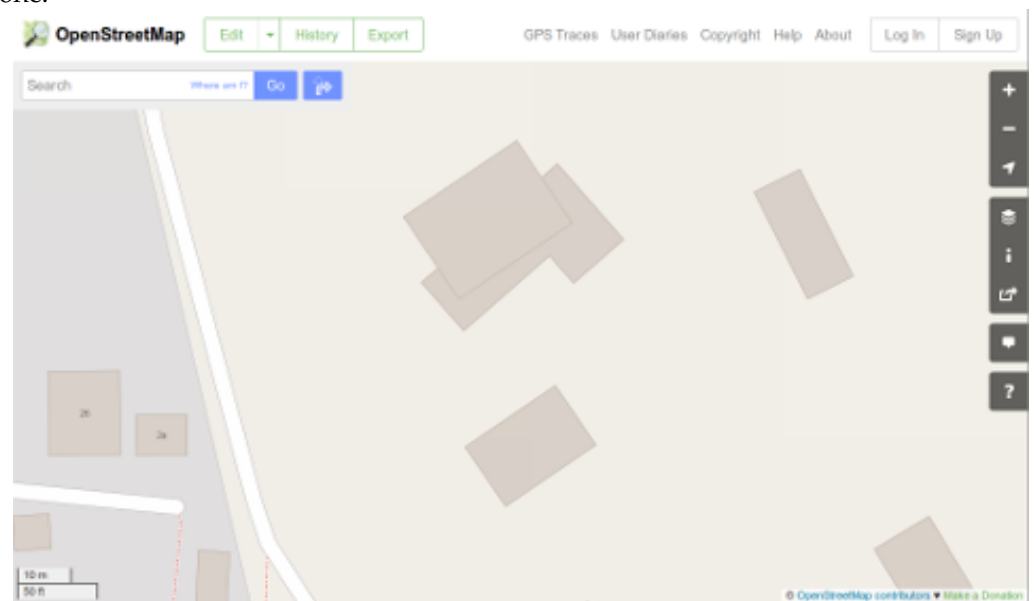 one.
OpenStreetMap Edit History Export GPS Traces User Diaries Copyright Help About Log In Sign Up
Search Where am I? Go
2a
10 m
50 ft
© OpenStreetMap contributors ♥ Make a Donation